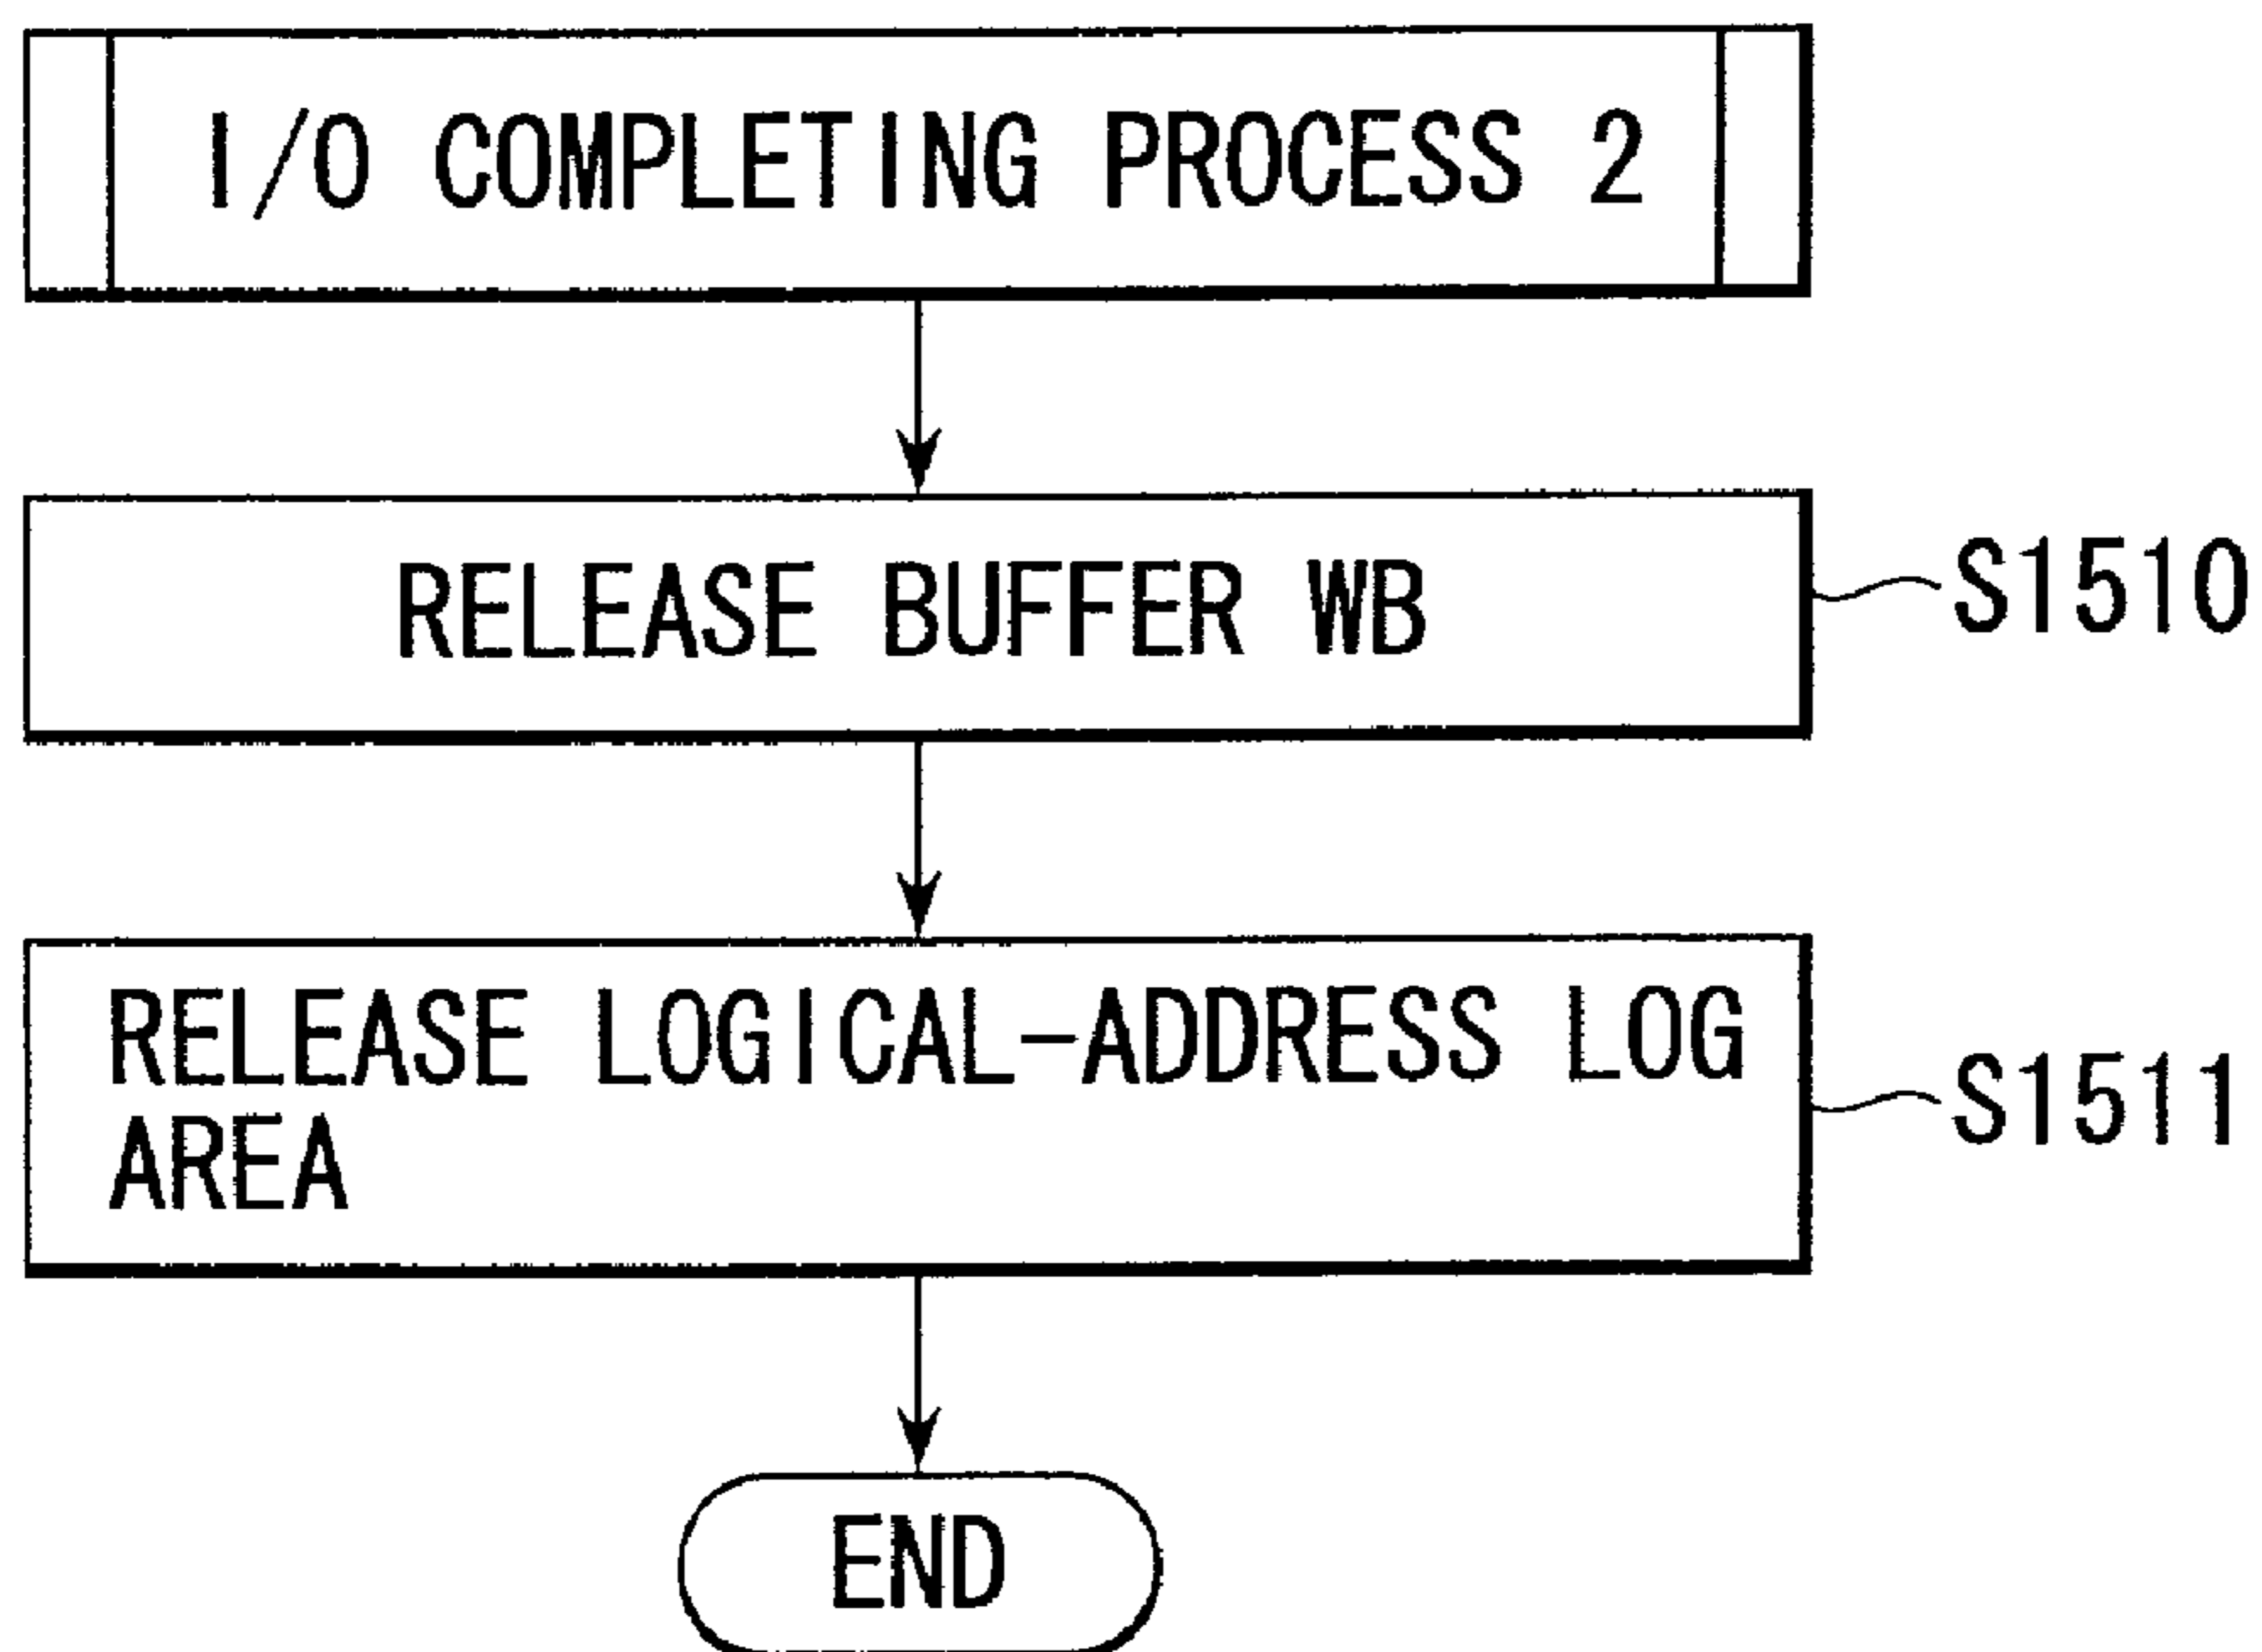 I/O COMPLETING PROCESS 2
RELEASE BUFFER WB
S1510
RELEASE LOGICAL-ADDRESS LOG
AREA
S1511
END